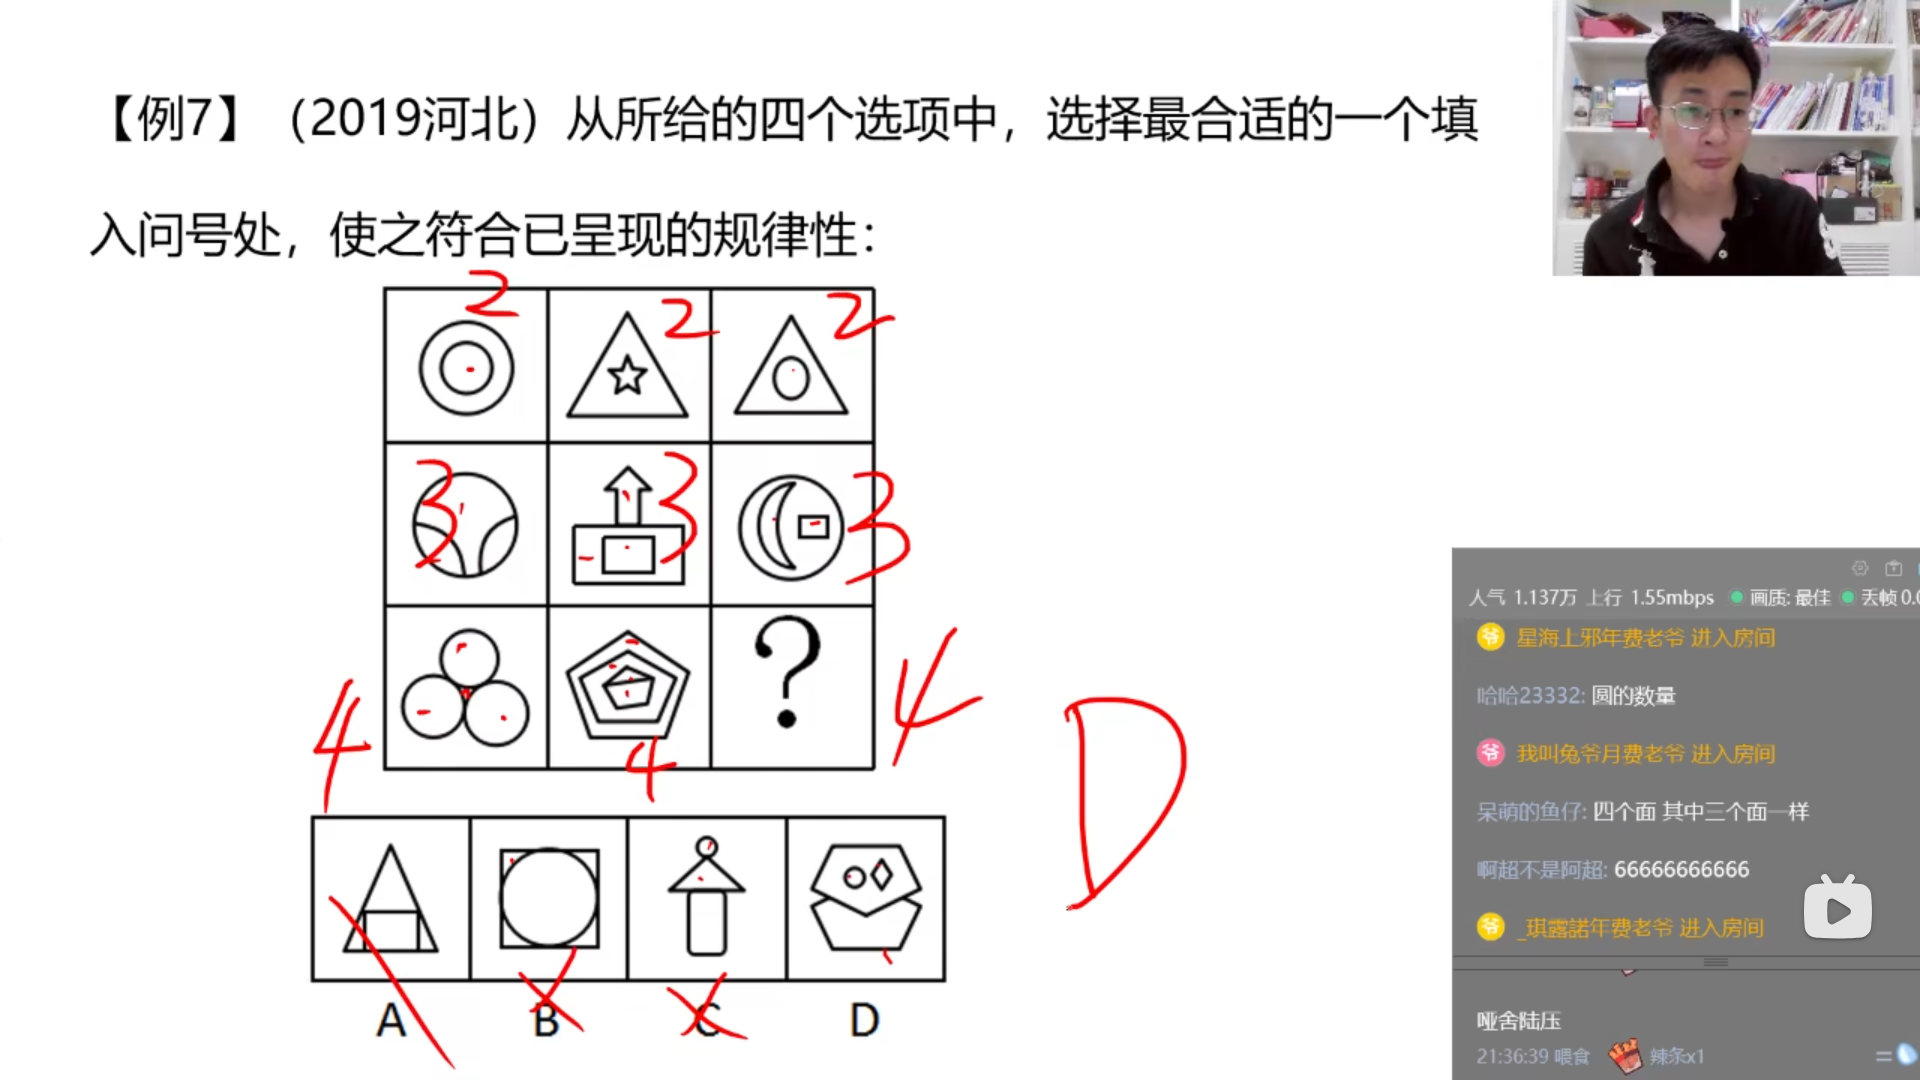 【例7】（2019河北）从所给的四个选项中，选择最合适的一个填
入问号处，使之符合已呈现的规律性：
2 2 2
3 3 3
?
4 4 4
D
A B C D
人气 1.137万 上行 1.55mbps 画质: 最佳 丢帧 0.0
爷 星海上邪年费老爷 进入房间
哈哈23332: 圆的数量
爷 我叫兔爷月费老爷 进入房间
呆萌的鱼仔: 四个面 其中三个面一样
啊超不是阿超: 66666666666
爷 _琪露諾年费老爷 进入房间
哑舍陆压
21:36:39 喂食 辣条x1